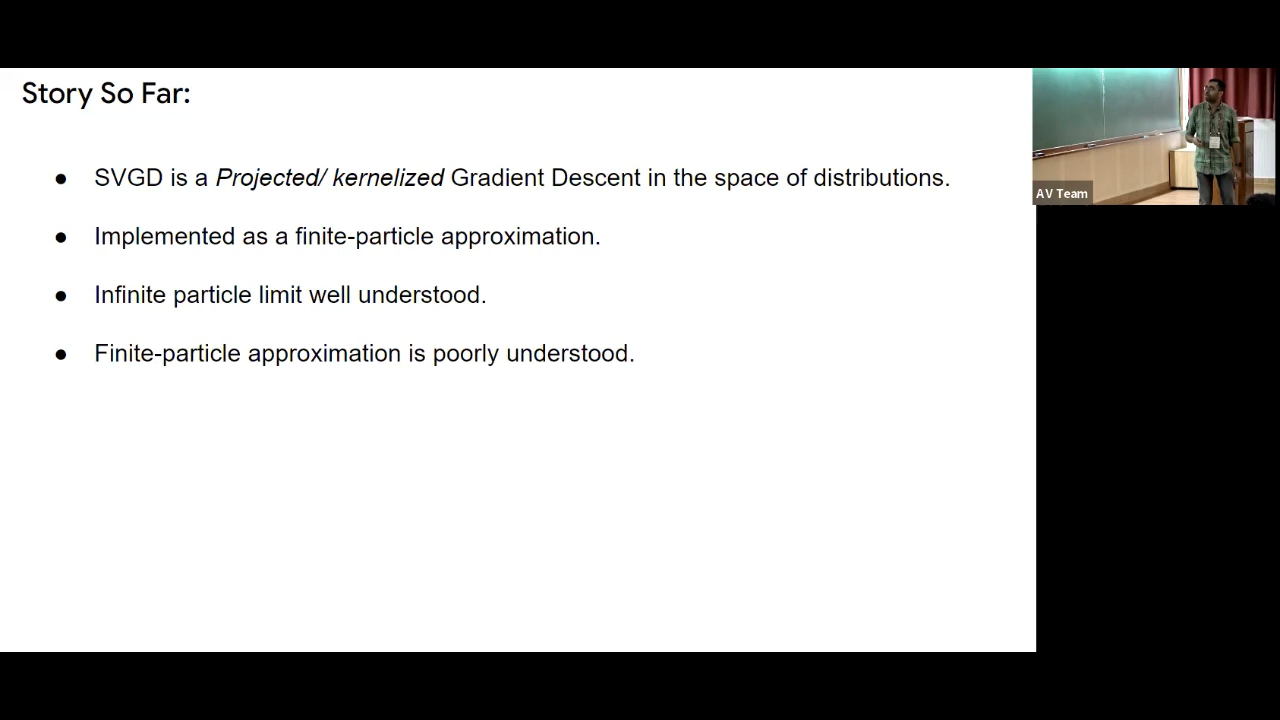 Story So Far:
● SVGD is a Projected/ kernelized Gradient Descent in the space of distributions.
● Implemented as a finite-particle approximation.
● Infinite particle limit well understood.
● Finite-particle approximation is poorly understood.
AV Team